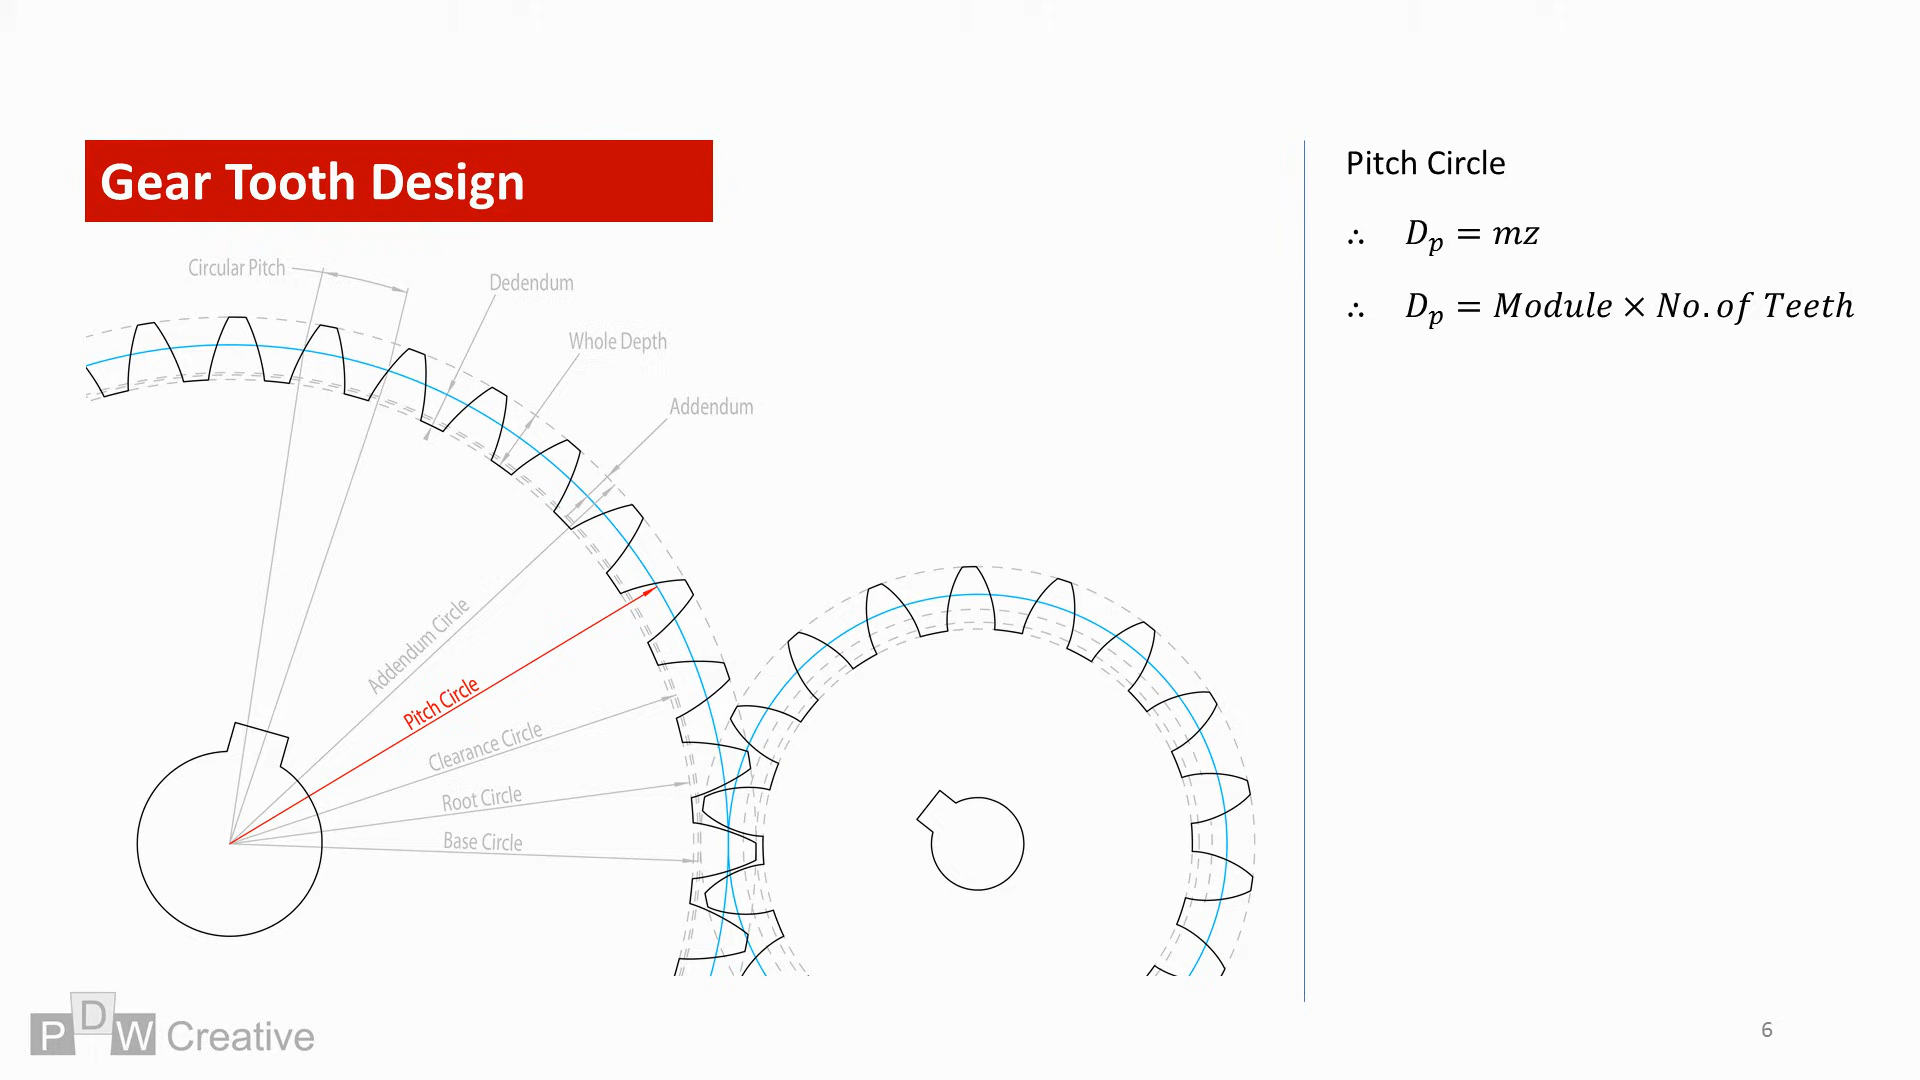 Gear Tooth Design
Circular Pitch
Dedendum
Whole Depth
Addendum
Addendum Circle
Pitch Circle
Clearance Circle
Root Circle
Base Circle
Pitch Circle
∴ Dₚ = mz
∴ Dₚ = Module × No. of Teeth
PDW Creative
6